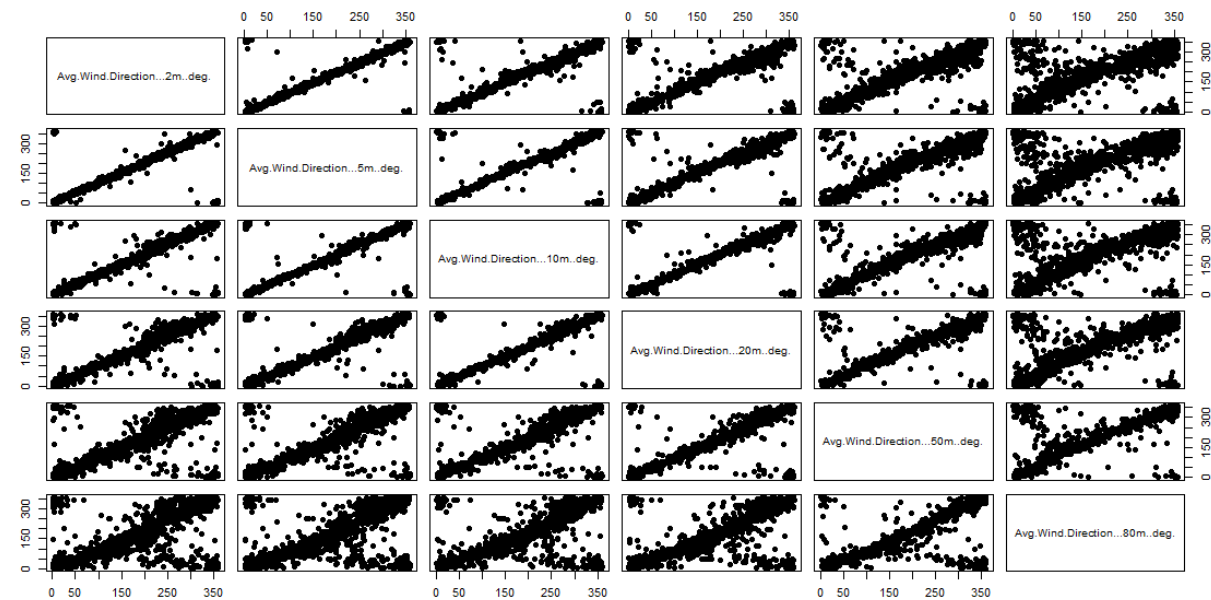 0 50 150 250 350 0 50 150 250 350 0 50 150 250 350
Avg.Wind.Direction...2m..deg. 0 150 300
0 150 300 Avg.Wind.Direction...5m..deg.
Avg.Wind.Direction...10m..deg. 0 150 300
0 150 300 Avg.Wind.Direction...20m..deg.
Avg.Wind.Direction...50m..deg. 0 150 300
0 150 300 Avg.Wind.Direction...80m..deg.
0 50 150 250 350 0 50 150 250 350 0 50 150 250 350